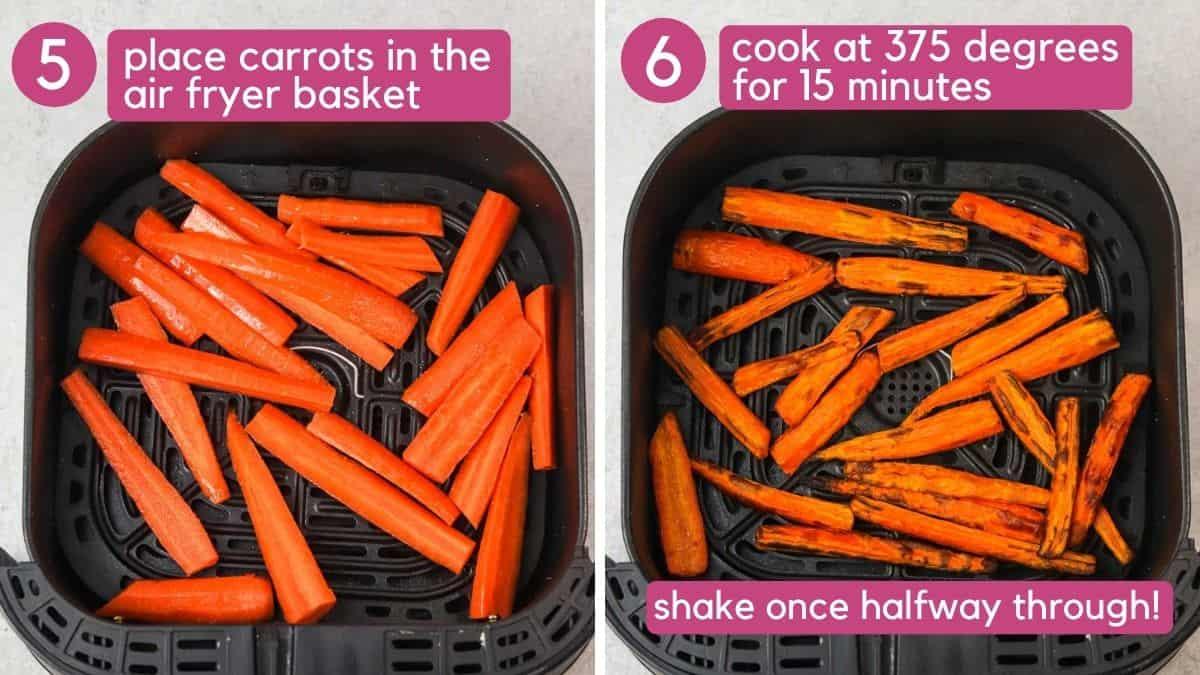 5
place carrots in the
air fryer basket
6
cook at 375 degrees
for 15 minutes
shake once halfway through!